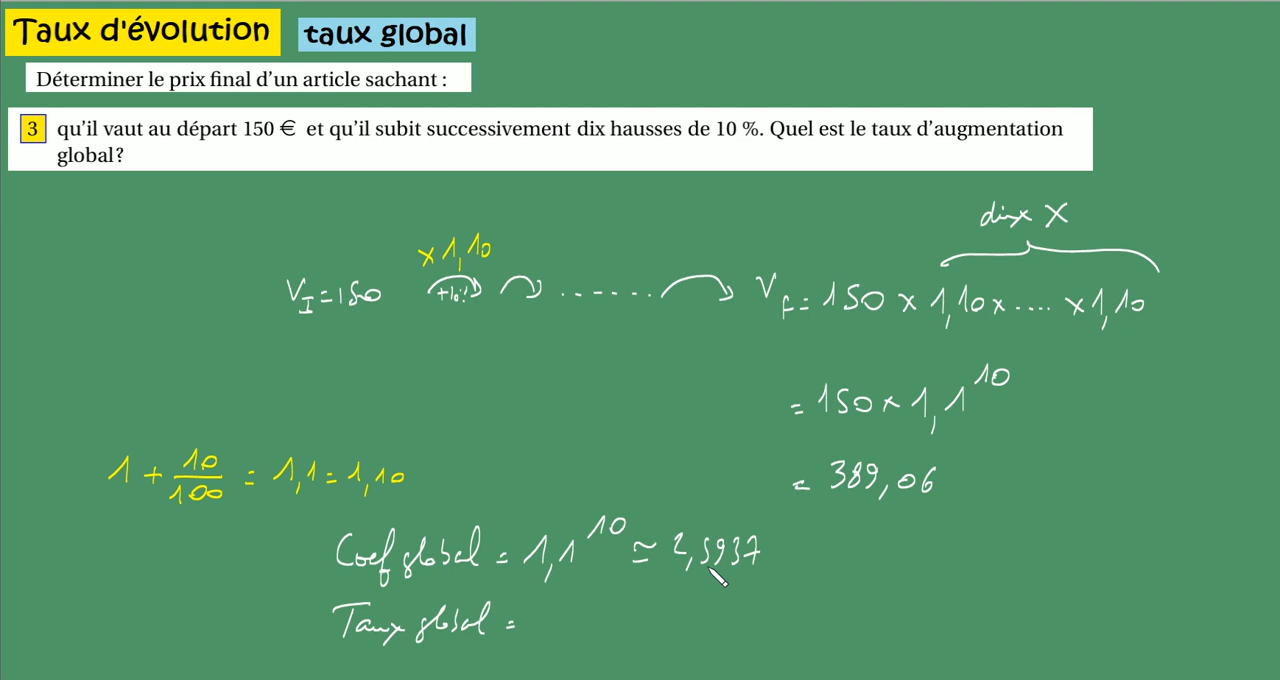 Taux d'évolution
taux global
Déterminer le prix final d'un article sachant :
3 qu'il vaut au départ 150 € et qu'il subit successivement dix hausses de 10 %. Quel est le taux d'augmentation
global?
dix X
×1,10
V_I=150 +10% ...... V_F=150×1,10×....×1,10
=150×1,1^10
1+10/100=1,1=1,10
=389,06
Coef global=1,1^10≃2,5937
Taux global=